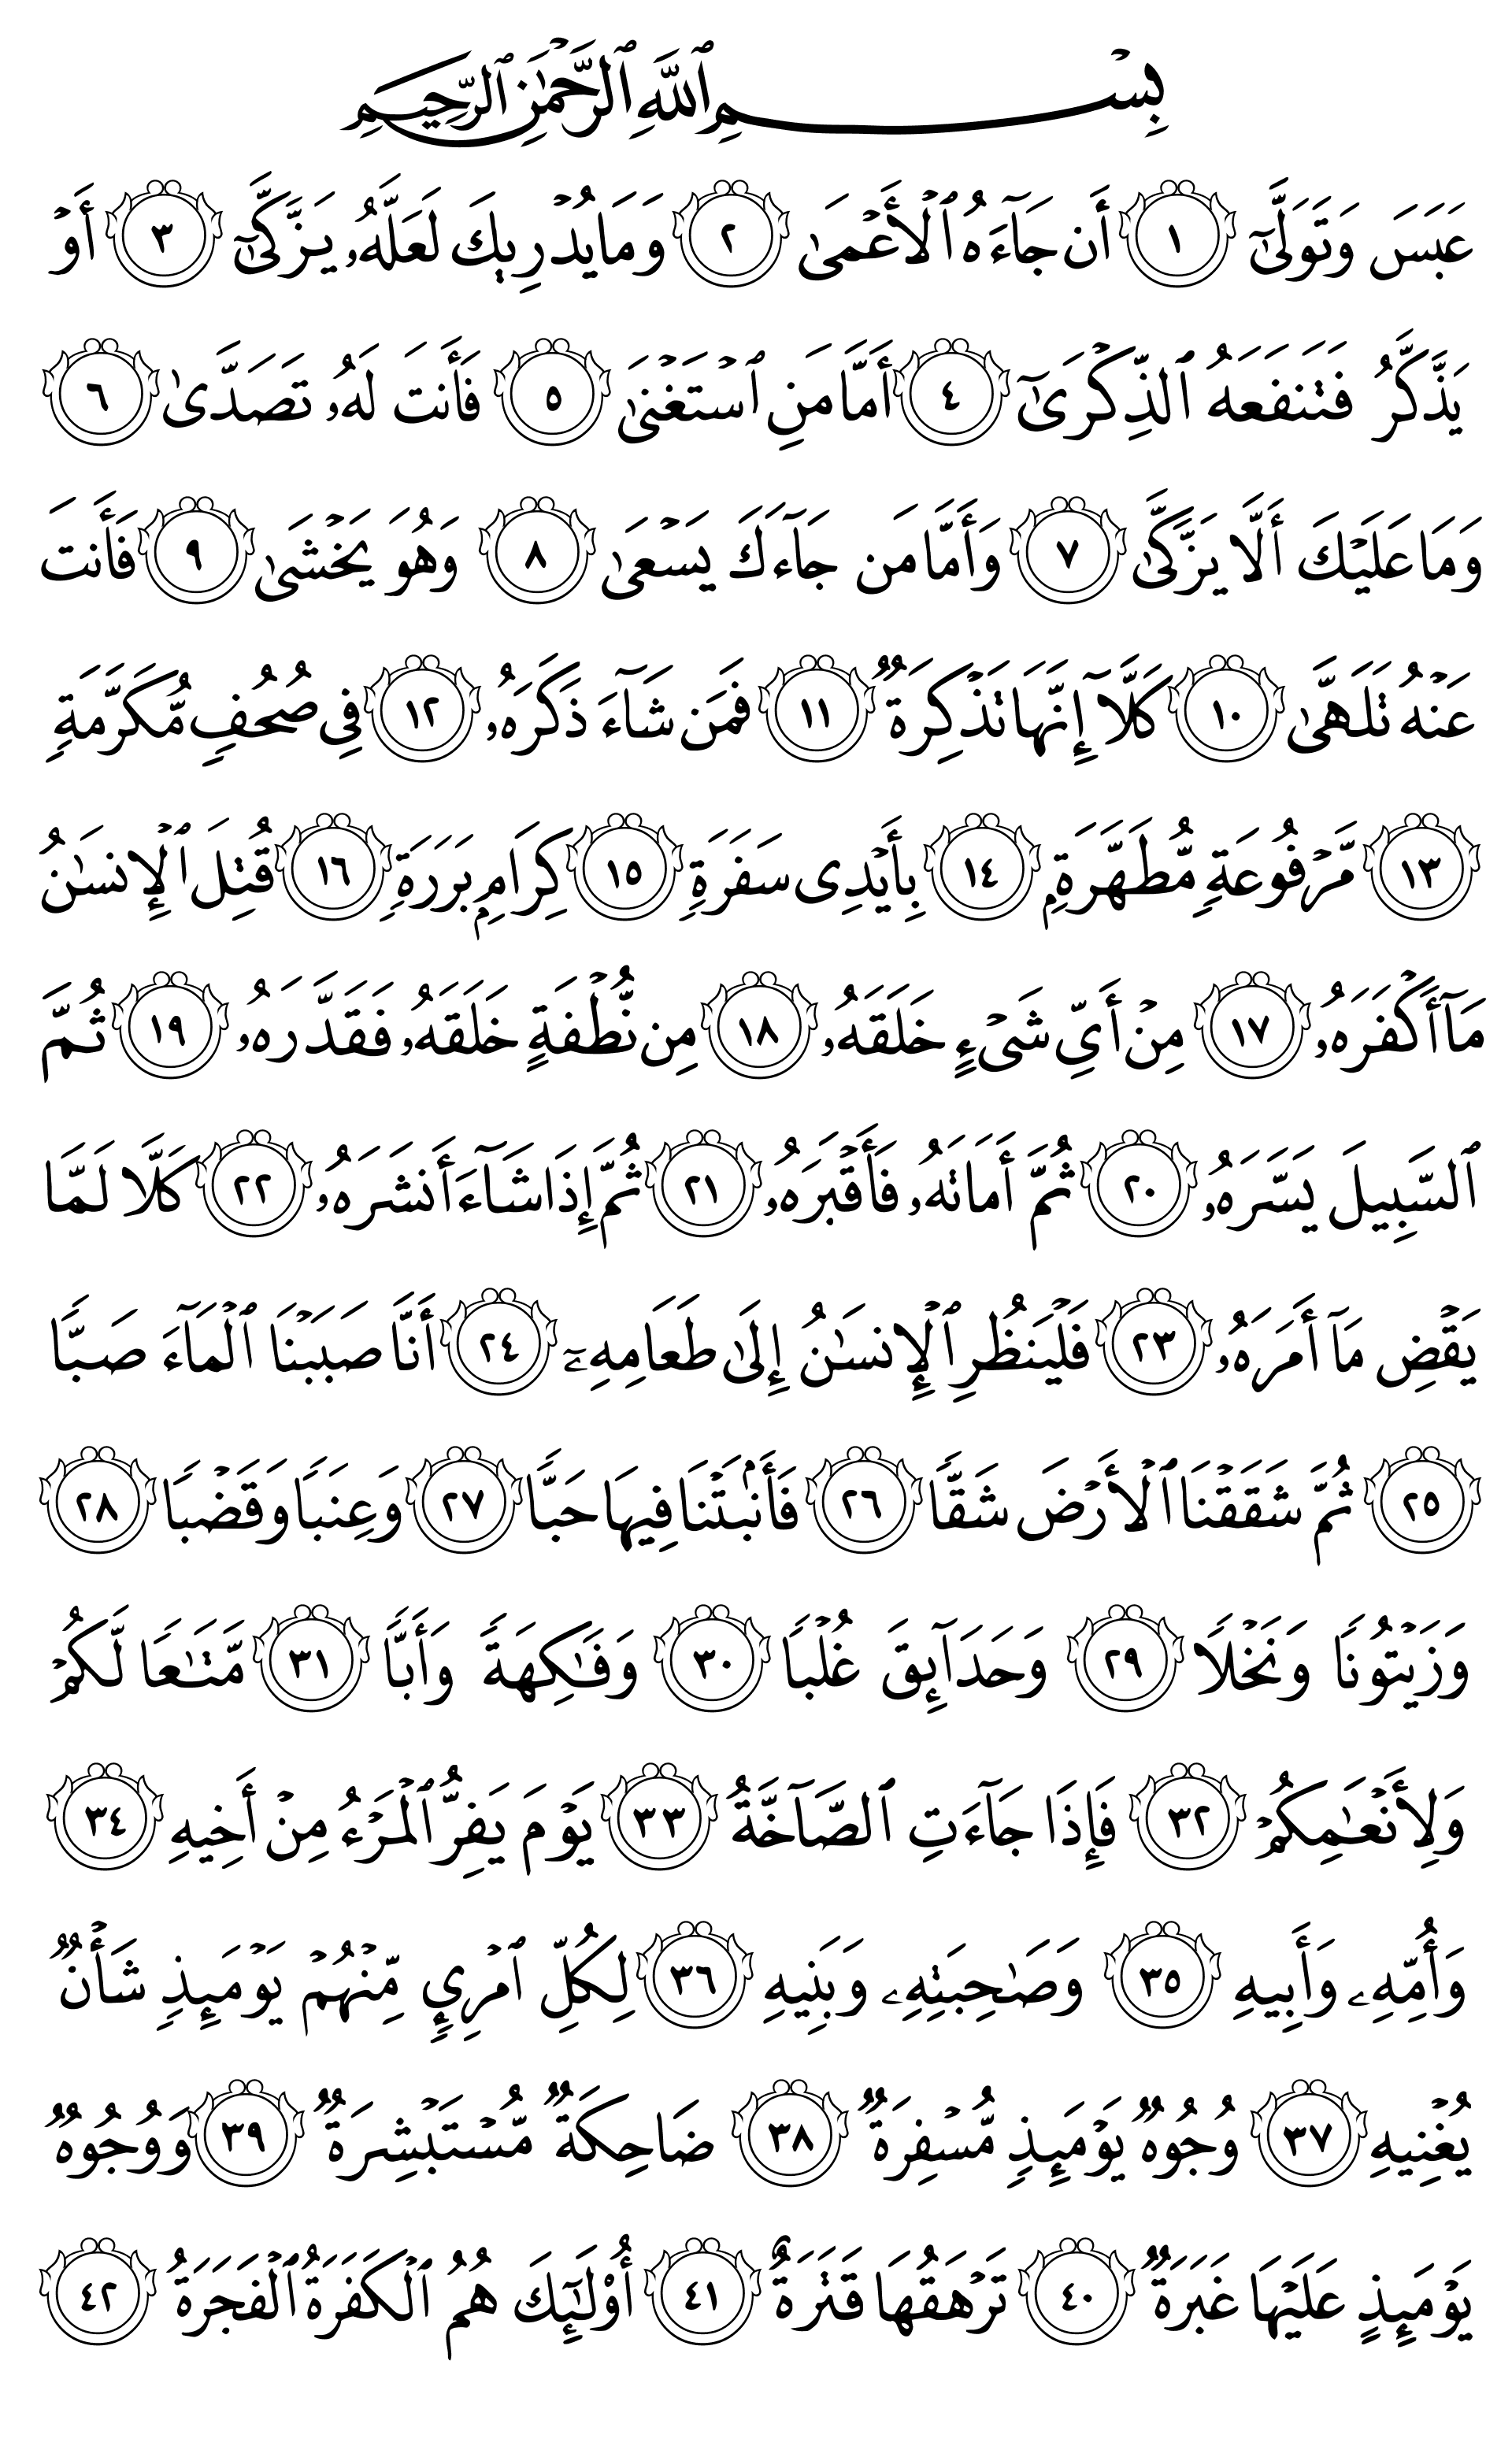 بِسْمِ ٱللَّهِ ٱلرَّحْمَٰنِ ٱلرَّحِيمِ
عَبَسَ وَتَوَلَّىٰٓ ١ أَن جَآءَهُ ٱلْأَعْمَىٰ ٢ وَمَا يُدْرِيكَ لَعَلَّهُۥ يَزَّكَّىٰٓ ٣ أَوْ
يَذَّكَّرُ فَتَنفَعَهُ ٱلذِّكْرَىٰٓ ٤ أَمَّا مَنِ ٱسْتَغْنَىٰ ٥ فَأَنتَ لَهُۥ تَصَدَّىٰ ٦
وَمَا عَلَيْكَ أَلَّا يَزَّكَّىٰ ٧ وَأَمَّا مَن جَآءَكَ يَسْعَىٰ ٨ وَهُوَ يَخْشَىٰ ٩ فَأَنتَ
عَنْهُ تَلَهَّىٰ ١٠ كَلَّآ إِنَّهَا تَذْكِرَةٌ ١١ فَمَن شَآءَ ذَكَرَهُۥ ١٢ فِى صُحُفٍ مُّكَرَّمَةٍ
١٣ مَّرْفُوعَةٍ مُّطَهَّرَةٍۭ ١٤ بِأَيْدِى سَفَرَةٍ ١٥ كِرَامٍۭ بَرَرَةٍ ١٦ قُتِلَ ٱلْإِنسَٰنُ
مَآ أَكْفَرَهُۥ ١٧ مِنْ أَىِّ شَىْءٍ خَلَقَهُۥ ١٨ مِن نُّطْفَةٍ خَلَقَهُۥ فَقَدَّرَهُۥ ١٩ ثُمَّ
ٱلسَّبِيلَ يَسَّرَهُۥ ٢٠ ثُمَّ أَمَاتَهُۥ فَأَقْبَرَهُۥ ٢١ ثُمَّ إِذَا شَآءَ أَنشَرَهُۥ ٢٢ كَلَّا لَمَّا
يَقْضِ مَآ أَمَرَهُۥ ٢٣ فَلْيَنظُرِ ٱلْإِنسَٰنُ إِلَىٰ طَعَامِهِۦٓ ٢٤ أَنَّا صَبَبْنَا ٱلْمَآءَ صَبًّا
٢٥ ثُمَّ شَقَقْنَا ٱلْأَرْضَ شَقًّا ٢٦ فَأَنۢبَتْنَا فِيهَا حَبًّا ٢٧ وَعِنَبًا وَقَضْبًا ٢٨
وَزَيْتُونًا وَنَخْلًا ٢٩ وَحَدَآئِقَ غُلْبًا ٣٠ وَفَٰكِهَةً وَأَبًّا ٣١ مَّتَٰعًا لَّكُمْ
وَلِأَنْعَٰمِكُمْ ٣٢ فَإِذَا جَآءَتِ ٱلصَّآخَّةُ ٣٣ يَوْمَ يَفِرُّ ٱلْمَرْءُ مِنْ أَخِيهِ ٣٤
وَأُمِّهِۦ وَأَبِيهِ ٣٥ وَصَٰحِبَتِهِۦ وَبَنِيهِ ٣٦ لِكُلِّ ٱمْرِئٍ مِّنْهُمْ يَوْمَئِذٍ شَأْنٌ
يُغْنِيهِ ٣٧ وُجُوهٌ يَوْمَئِذٍ مُّسْفِرَةٌ ٣٨ ضَاحِكَةٌ مُّسْتَبْشِرَةٌ ٣٩ وَوُجُوهٌ
يَوْمَئِذٍ عَلَيْهَا غَبَرَةٌ ٤٠ تَرْهَقُهَا قَتَرَةٌ ٤١ أُو۟لَٰٓئِكَ هُمُ ٱلْكَفَرَةُ ٱلْفَجَرَةُ ٤٢